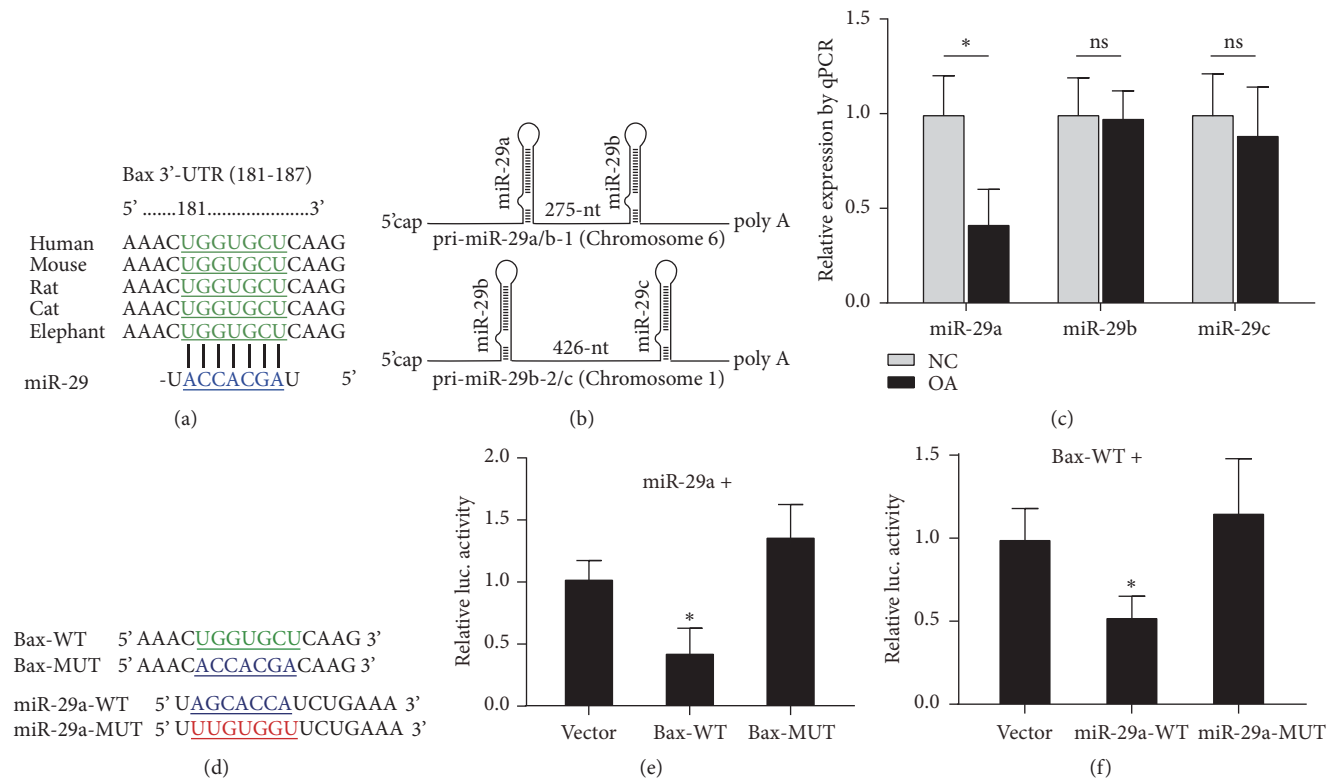 Bax 3'-UTR (181-187)
5' .......181.....................3'
Human AAACUGGUGCUCAAG
Mouse AAACUGGUGCUCAAG
Rat AAACUGGUGCUCAAG
Cat AAACUGGUGCUCAAG
Elephant AAACUGGUGCUCAAG
miR-29 -UACCACGAU 5'
(a)
miR-29a
miR-29b
275-nt
5'cap
poly A
pri-miR-29a/b-1 (Chromosome 6)
miR-29b
miR-29c
426-nt
5'cap
poly A
pri-miR-29b-2/c (Chromosome 1)
(b)
Relative expression by qPCR
1.5
1.0
0.5
0.0
*
ns
ns
miR-29a
miR-29b
miR-29c
NC
OA
(c)
Bax-WT 5' AAACUGGUGCUCAAG 3'
Bax-MUT 5' AAACACCACGACAAG 3'
miR-29a-WT 5' UAGCACCAUCUGAAA 3'
miR-29a-MUT 5' UUUGUGGUUCUGAAA 3'
(d)
Relative luc. activity
2.0
1.5
1.0
0.5
0.0
miR-29a +
*
Vector
Bax-WT
Bax-MUT
(e)
Relative luc. activity
1.5
1.0
0.5
0.0
Bax-WT +
*
Vector
miR-29a-WT
miR-29a-MUT
(f)